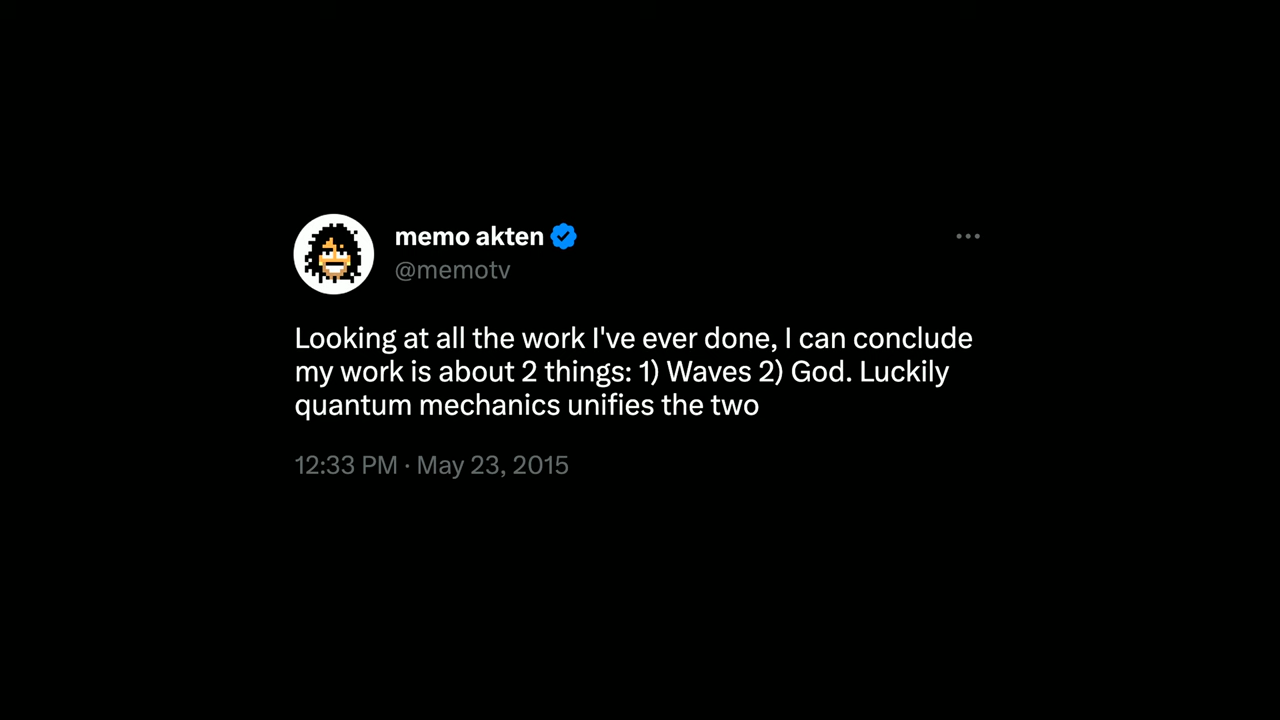 memo akten
@memotv
Looking at all the work I've ever done, I can conclude
my work is about 2 things: 1) Waves 2) God. Luckily
quantum mechanics unifies the two
12:33 PM · May 23, 2015